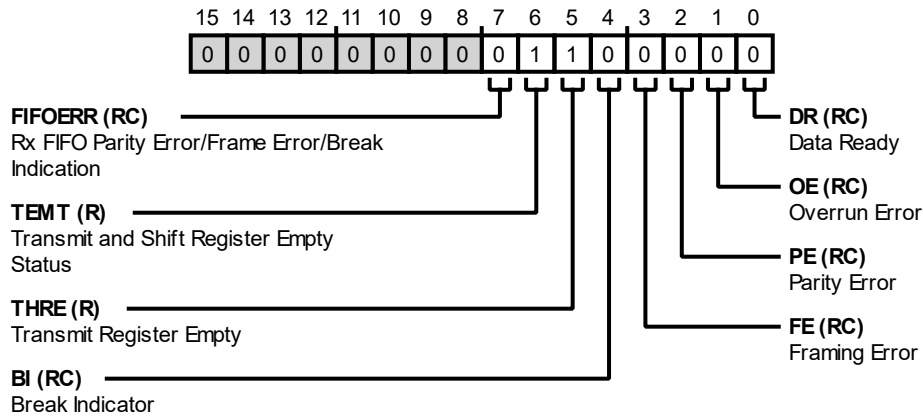 15 14 13 12 11 10 9 8 7 6 5 4 3 2 1 0
0 0 0 0 0 0 0 0 0 1 1 0 0 0 0 0
FIFOERR (RC)
Rx FIFO Parity Error/Frame Error/Break
Indication
TEMT (R)
Transmit and Shift Register Empty
Status
THRE (R)
Transmit Register Empty
BI (RC)
Break Indicator
DR (RC)
Data Ready
OE (RC)
Overrun Error
PE (RC)
Parity Error
FE (RC)
Framing Error